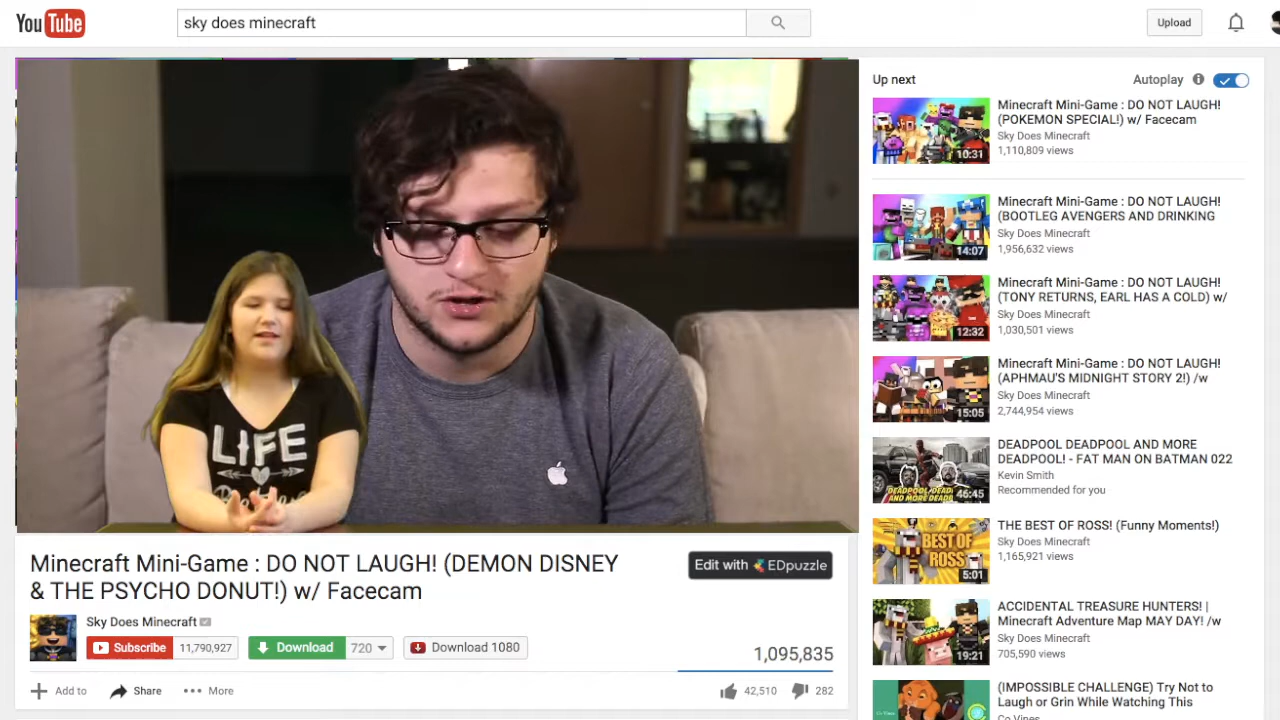 YouTube
sky does minecraft
Upload
LIFE
Minecraft Mini-Game : DO NOT LAUGH! (DEMON DISNEY
& THE PSYCHO DONUT!) w/ Facecam
Edit with EDpuzzle
Sky Does Minecraft
Subscribe 11,790,927
Download 720
Download 1080
1,095,835
Add to
Share
More
42,510
282
Up next
Autoplay
10:31
Minecraft Mini-Game : DO NOT LAUGH!
(POKEMON SPECIAL!) w/ Facecam
Sky Does Minecraft
1,110,809 views
14:07
Minecraft Mini-Game : DO NOT LAUGH!
(BOOTLEG AVENGERS AND DRINKING
Sky Does Minecraft
1,956,632 views
12:32
Minecraft Mini-Game : DO NOT LAUGH!
(TONY RETURNS, EARL HAS A COLD) w/
Sky Does Minecraft
1,030,501 views
15:05
Minecraft Mini-Game : DO NOT LAUGH!
(APHMAU'S MIDNIGHT STORY 2!) /w
Sky Does Minecraft
2,744,954 views
46:45
DEADPOOL DEADPOOL AND MORE
DEADPOOL! - FAT MAN ON BATMAN 022
Kevin Smith
Recommended for you
BEST OF
ROSS!
5:01
THE BEST OF ROSS! (Funny Moments!)
Sky Does Minecraft
1,165,921 views
19:21
ACCIDENTAL TREASURE HUNTERS! |
Minecraft Adventure Map MAY DAY! /w
Sky Does Minecraft
705,590 views
Co Vines
(IMPOSSIBLE CHALLENGE) Try Not to
Laugh or Grin While Watching This
Co Vines